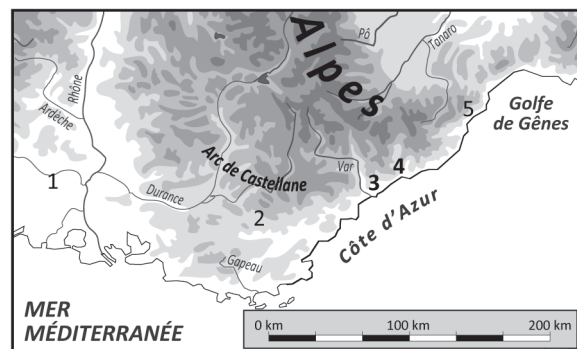 Alpes
Pô
Tanaro
Rhône
Ardèche
Golfe
de Gênes
5
Arc de Castellane
Var
4
3
1
Durance
2
Côte d'Azur
Gapeau
MER
MÉDITERRANÉE
0 km 100 km 200 km